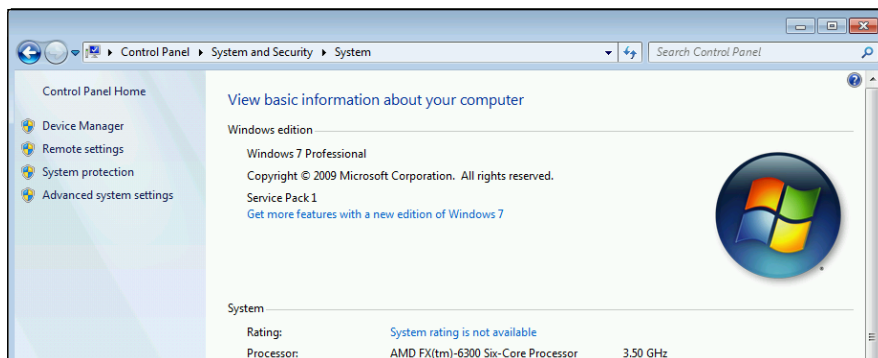 Control Panel ▸ System and Security ▸ System
Search Control Panel
Control Panel Home
Device Manager
Remote settings
System protection
Advanced system settings
View basic information about your computer
Windows edition
Windows 7 Professional
Copyright © 2009 Microsoft Corporation.  All rights reserved.
Service Pack 1
Get more features with a new edition of Windows 7
System
Rating: System rating is not available
Processor: AMD FX(tm)-6300 Six-Core Processor 3.50 GHz